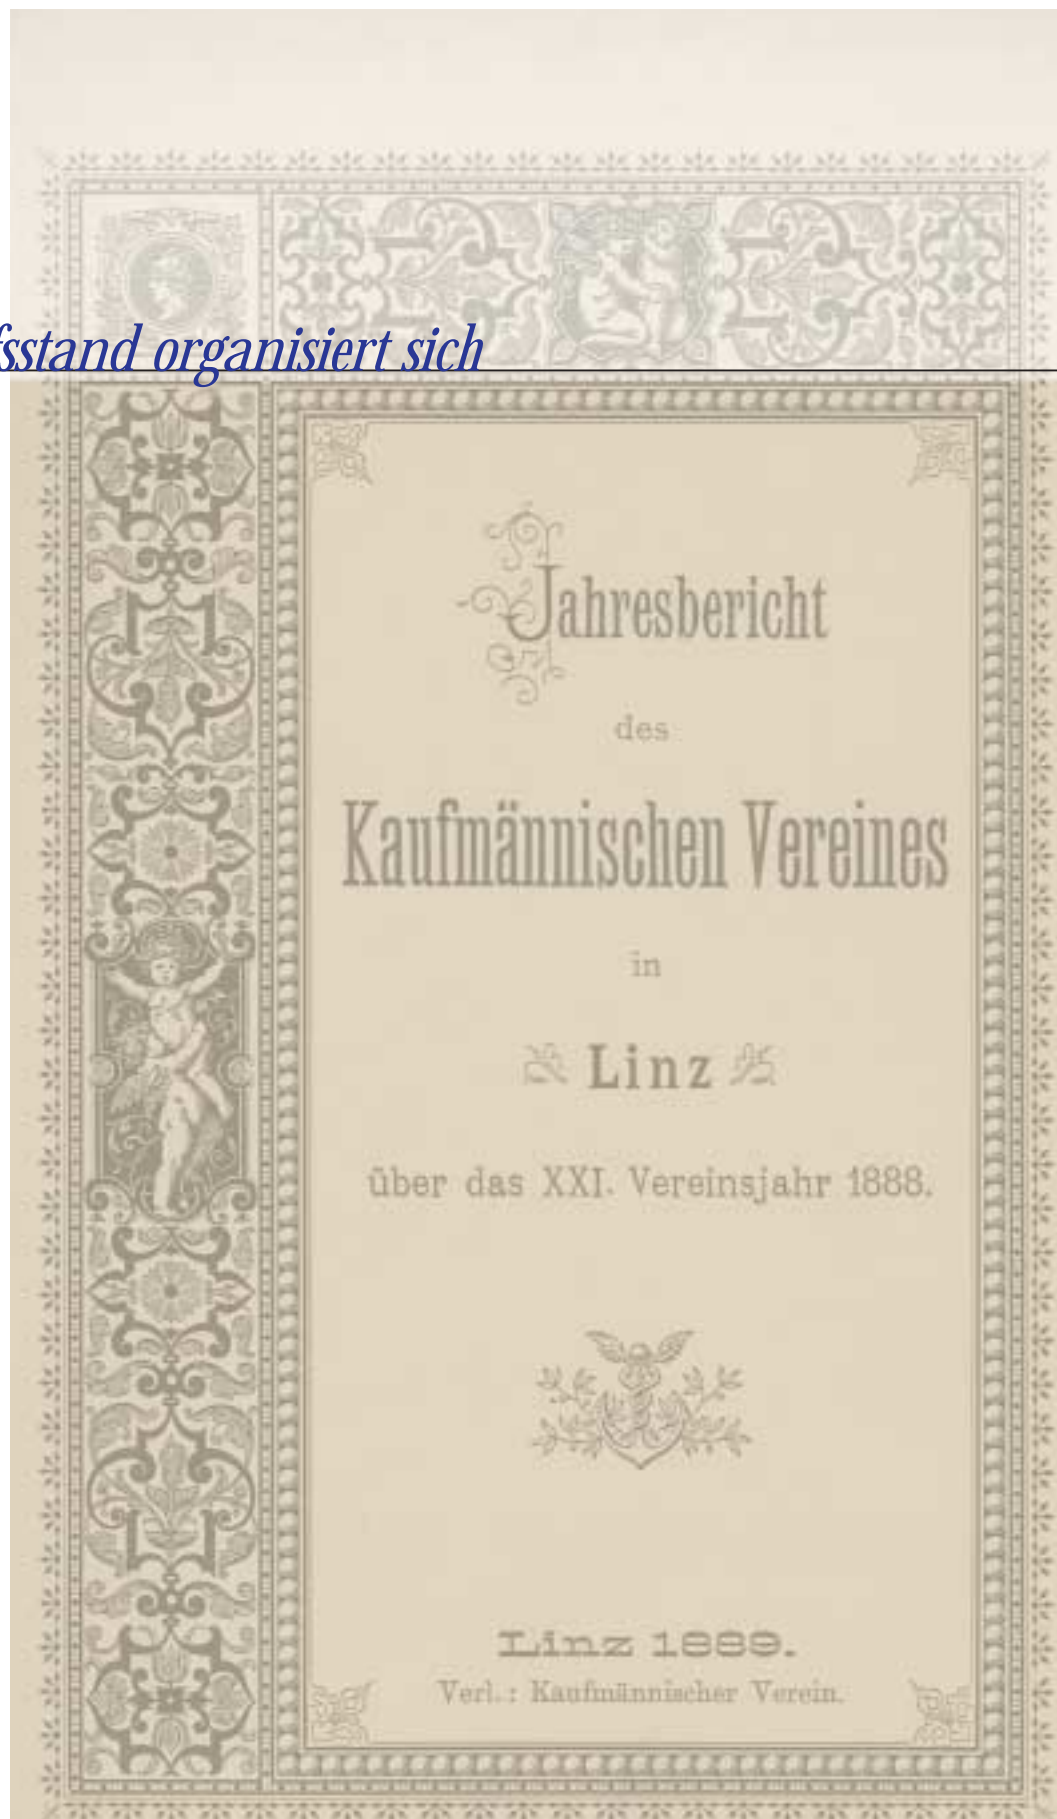 fsstand organisiert sich
Jahresbericht
des
Kaufmännischen Vereines
in
Linz
über das XXI. Vereinsjahr 1888.
Linz 1889.
Verl.: Kaufmännischer Verein.